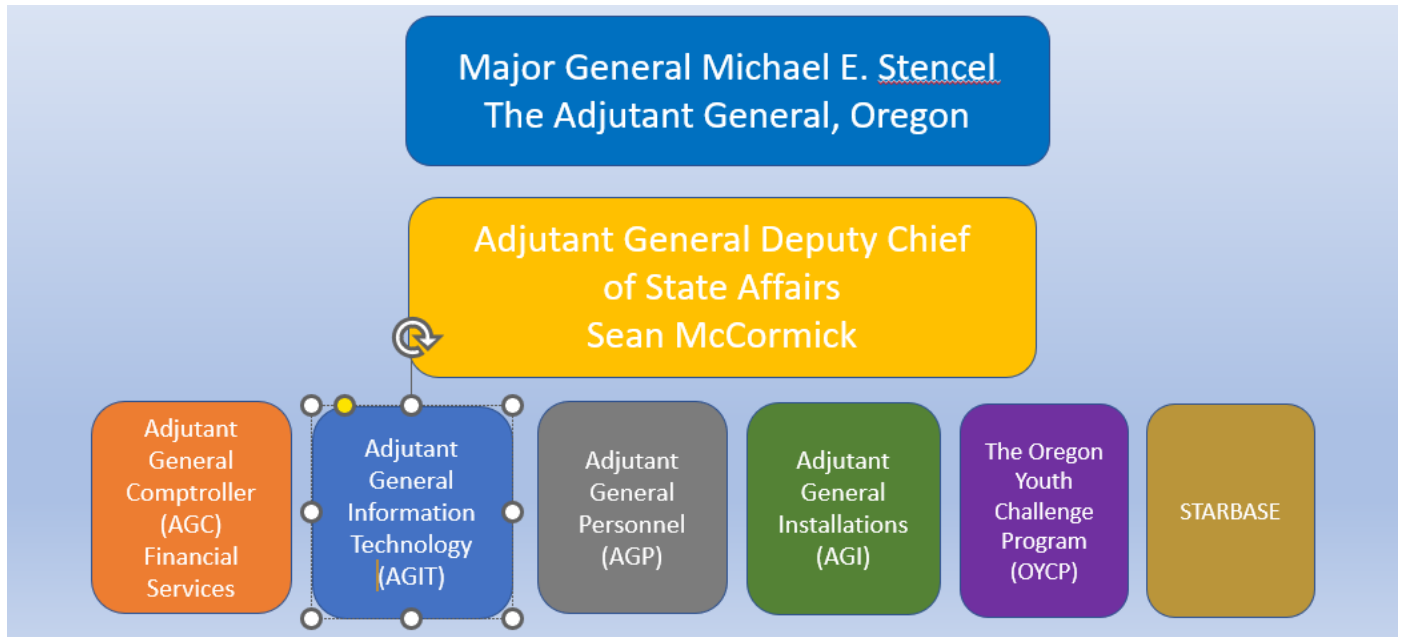 Major General Michael E. Stencel
The Adjutant General, Oregon
Adjutant General Deputy Chief
of State Affairs
Sean McCormick
Adjutant
General
Comptroller
(AGC)
Financial
Services
Adjutant
General
Information
Technology
(AGIT)
Adjutant
General
Personnel
(AGP)
Adjutant
General
Installations
(AGI)
The Oregon
Youth
Challenge
Program
(OYCP)
STARBASE